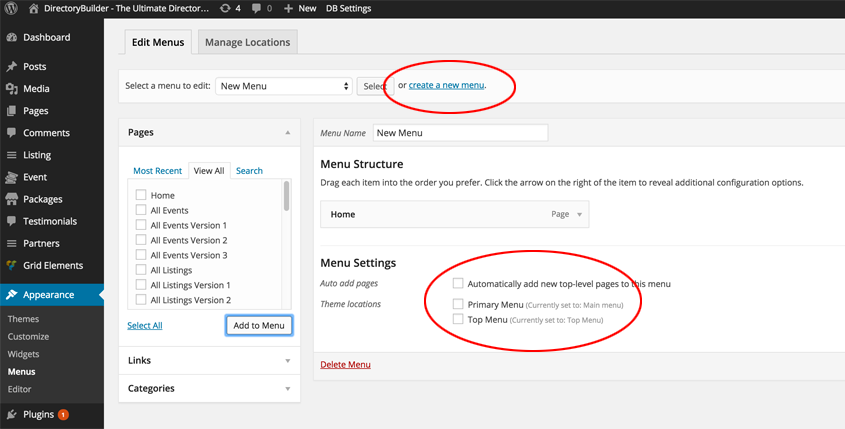 DirectoryBuilder - The Ultimate Director... 4 0 New DB Settings
Dashboard
Posts
Media
Pages
Comments
Listing
Event
Packages
Testimonials
Partners
Grid Elements
Appearance
Themes
Customize
Widgets
Menus
Editor
Plugins 1
Edit Menus Manage Locations
Select a menu to edit: New Menu Select or create a new menu.
Pages
Most Recent View All Search
Home
All Events
All Events Version 1
All Events Version 2
All Events Version 3
All Listings
All Listings Version 1
All Listings Version 2
Select All Add to Menu
Links
Categories
Menu Name New Menu
Menu Structure
Drag each item into the order you prefer. Click the arrow on the right of the item to reveal additional configuration options.
Home Page
Menu Settings
Auto add pages Automatically add new top-level pages to this menu
Theme locations Primary Menu (Currently set to: Main menu)
Top Menu (Currently set to: Top Menu)
Delete Menu